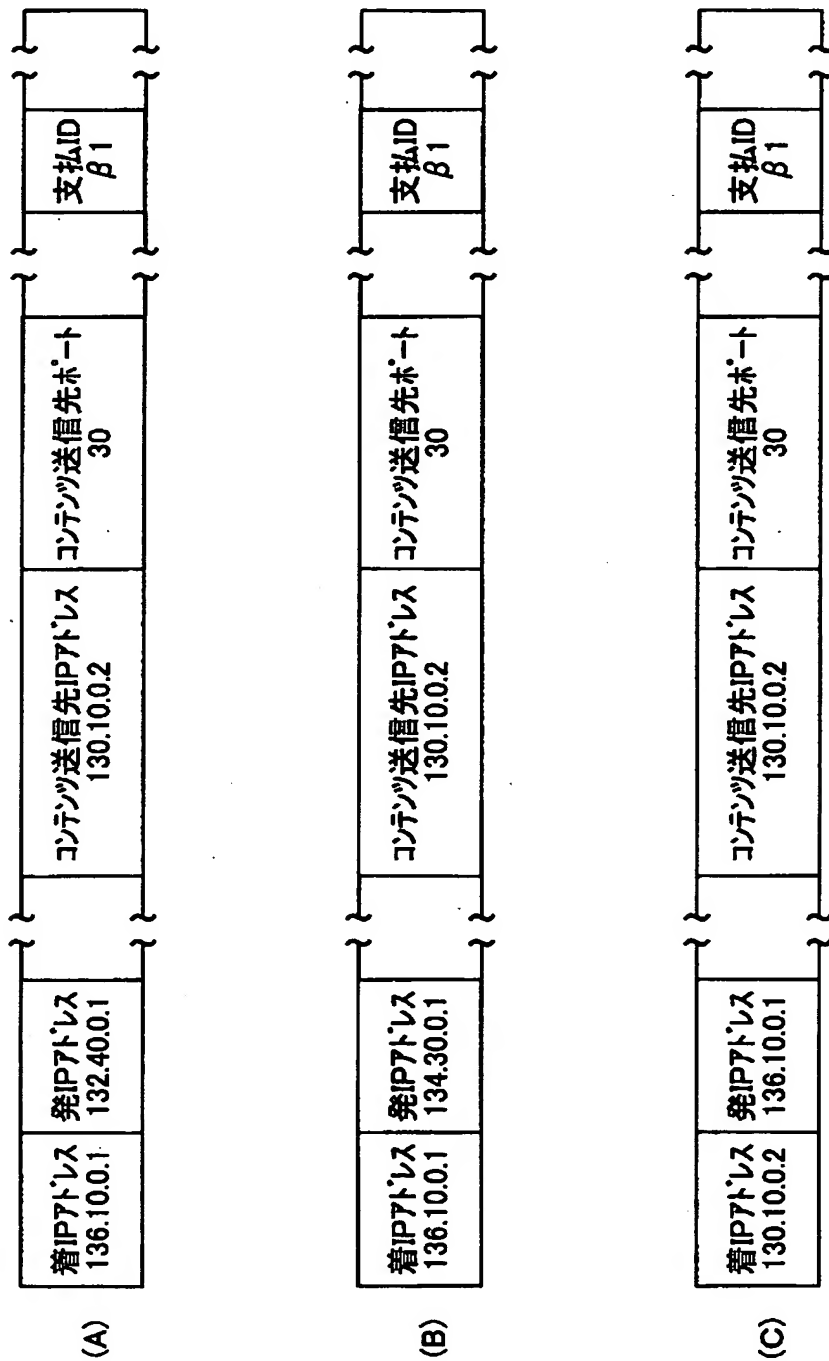 (A)
着IPアドレス
136.10.0.1
発IPアドレス
132.40.0.1
コンテンツ送信先IPアドレス
130.10.0.2
コンテンツ送信先ポート
30
支払ID
β1
(B)
着IPアドレス
136.10.0.1
発IPアドレス
134.30.0.1
コンテンツ送信先IPアドレス
130.10.0.2
コンテンツ送信先ポート
30
支払ID
β1
(C)
着IPアドレス
130.10.0.2
発IPアドレス
136.10.0.1
コンテンツ送信先IPアドレス
130.10.0.2
コンテンツ送信先ポート
30
支払ID
β1